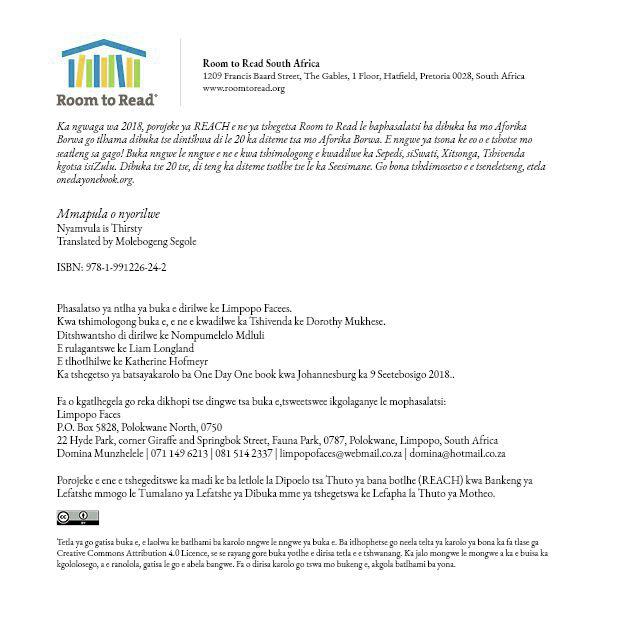 Room to Read®
Room to Read South Africa
1209 Francis Baard Street, The Gables, 1 Floor, Hatfield, Pretoria 0028, South Africa
www.roomtoread.org
Ka ngwaga wa 2018, porojeke ya REACH e ne ya tshegetsa Room to Read le baphasalatsi ba dibuka ba mo Aforika
Borwa go tlhama dibuka tse dintšhwa di le 20 ka diteme tsa mo Aforika Borwa. E nngwe ya tsona ke eo o e tshotse mo
seatleng sa gago! Buka nngwe le nngwe e ne e kwa tshimologong e kwadilwe ka Sepedi, siSwati, Xitsonga, Tshivenda
kgotsa isiZulu. Dibuka tse 20 tse, di teng ka diteme tsotlhe tse le ka Seesimane. Go bona tshdimosetso e e tseneletseng, etela
onedayonebook.org.
Mmapula o nyorilwe
Nyamvula is Thirsty
Translated by Molebogeng Segole
ISBN: 978-1-991226-24-2
Phasalatso ya ntlha ya buka e dirilwe ke Limpopo Facees.
Kwa tshimologong buka e, e ne e kwadilwe ka Tshivenda ke Dorothy Mukhese.
Ditshwantsho di dirilwe ke Nompumelelo Mdluli
E rulagantswe ke Liam Longland
E tlhotlhilwe ke Katherine Hofmeyr
Ka tshegetso ya batsayakarolo ba One Day One book kwa Johannesburg ka 9 Seetebosigo 2018..
Fa o kgatlhegela go reka dikhopi tse dingwe tsa buka e,tsweetswee ikgolaganye le mophasalatsi:
Limpopo Faces
P.O. Box 5828, Polokwane North, 0750
22 Hyde Park, corner Giraffe and Springbok Street, Fauna Park, 0787, Polokwane, Limpopo, South Africa
Domina Munzhelele | 071 149 6213 | 081 514 2337 | limpopofaces@webmail.co.za | domina@hotmail.co.za
Porojeke e ene e tshegeditswe ka madi ke ba letlole la Dipoelo tsa Thuto ya bana botlhe (REACH) kwa Bankeng ya
Lefatshe mmogo le Tumalano ya Lefatshe ya Dibuka mme ya tshegetswa ke Lefapha la Thuto ya Motheo.
cc BY
Tetla ya go gatisa buka e, e laolwa ke batlhami ba karolo nngwe le nngwe ya buka e. Ba itlhophetse go neela telta ya karolo ya bona ka fa tlase ga
Creative Commons Attribution 4.0 Licence, se se rayang gore buka yotlhe e dirisa tetla e e tshwanang. Ka jalo mongwe le mongwe a ka e buisa ka
kgololosego, a e ranolola, gatisa le go e abela bangwe. Fa o dirisa karolo go tswa mo bukeng e, akgola batlhami ba yona.